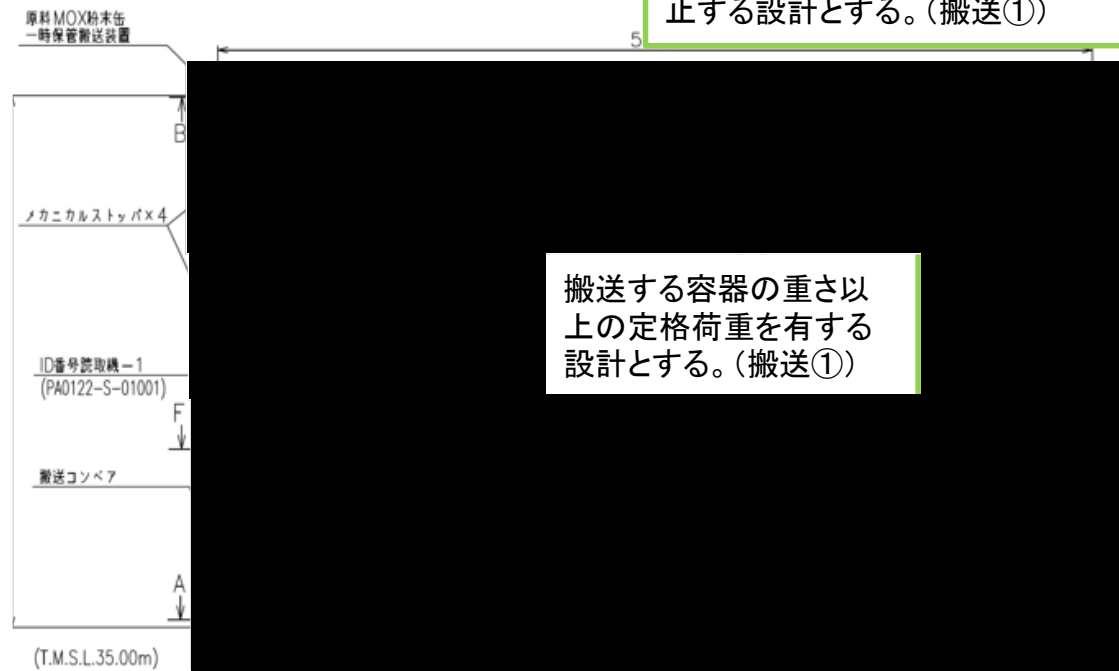 止する設計とする。（搬送①）
原料MOX粉末缶
一時保管搬送装置
5
B
メカニカルストッパ×4
搬送する容器の重さ以
上の定格荷重を有する
設計とする。（搬送①）
ID番号読取機－1
(PA0122-S-01001)
F
搬送コンベア
A
(T.M.S.L.35.00m)